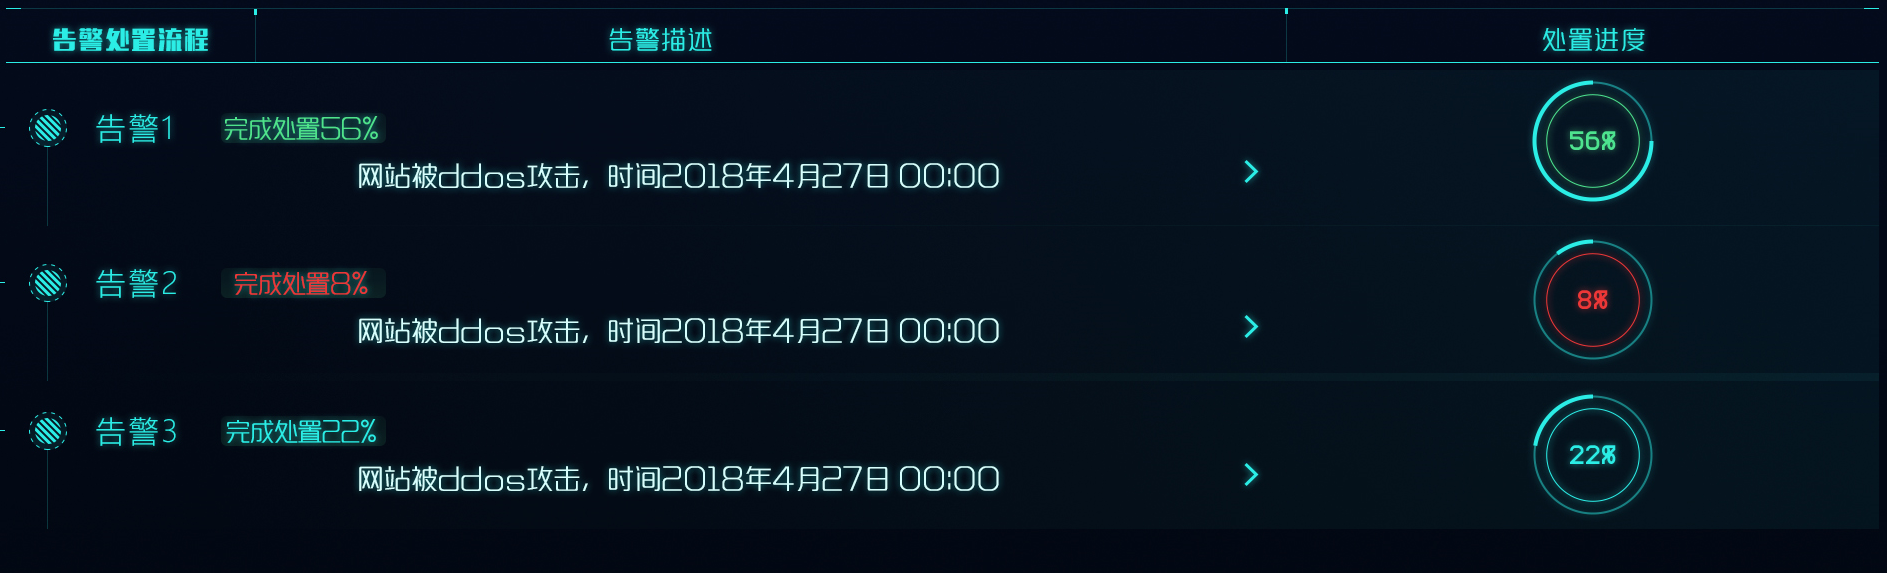 告警处置流程 告警描述 处置进度
告警1 完成处置56%
网站被ddos攻击，时间2018年4月27日 00:00
56%
告警2 完成处置8%
网站被ddos攻击，时间2018年4月27日 00:00
8%
告警3 完成处置22%
网站被ddos攻击，时间2018年4月27日 00:00
22%